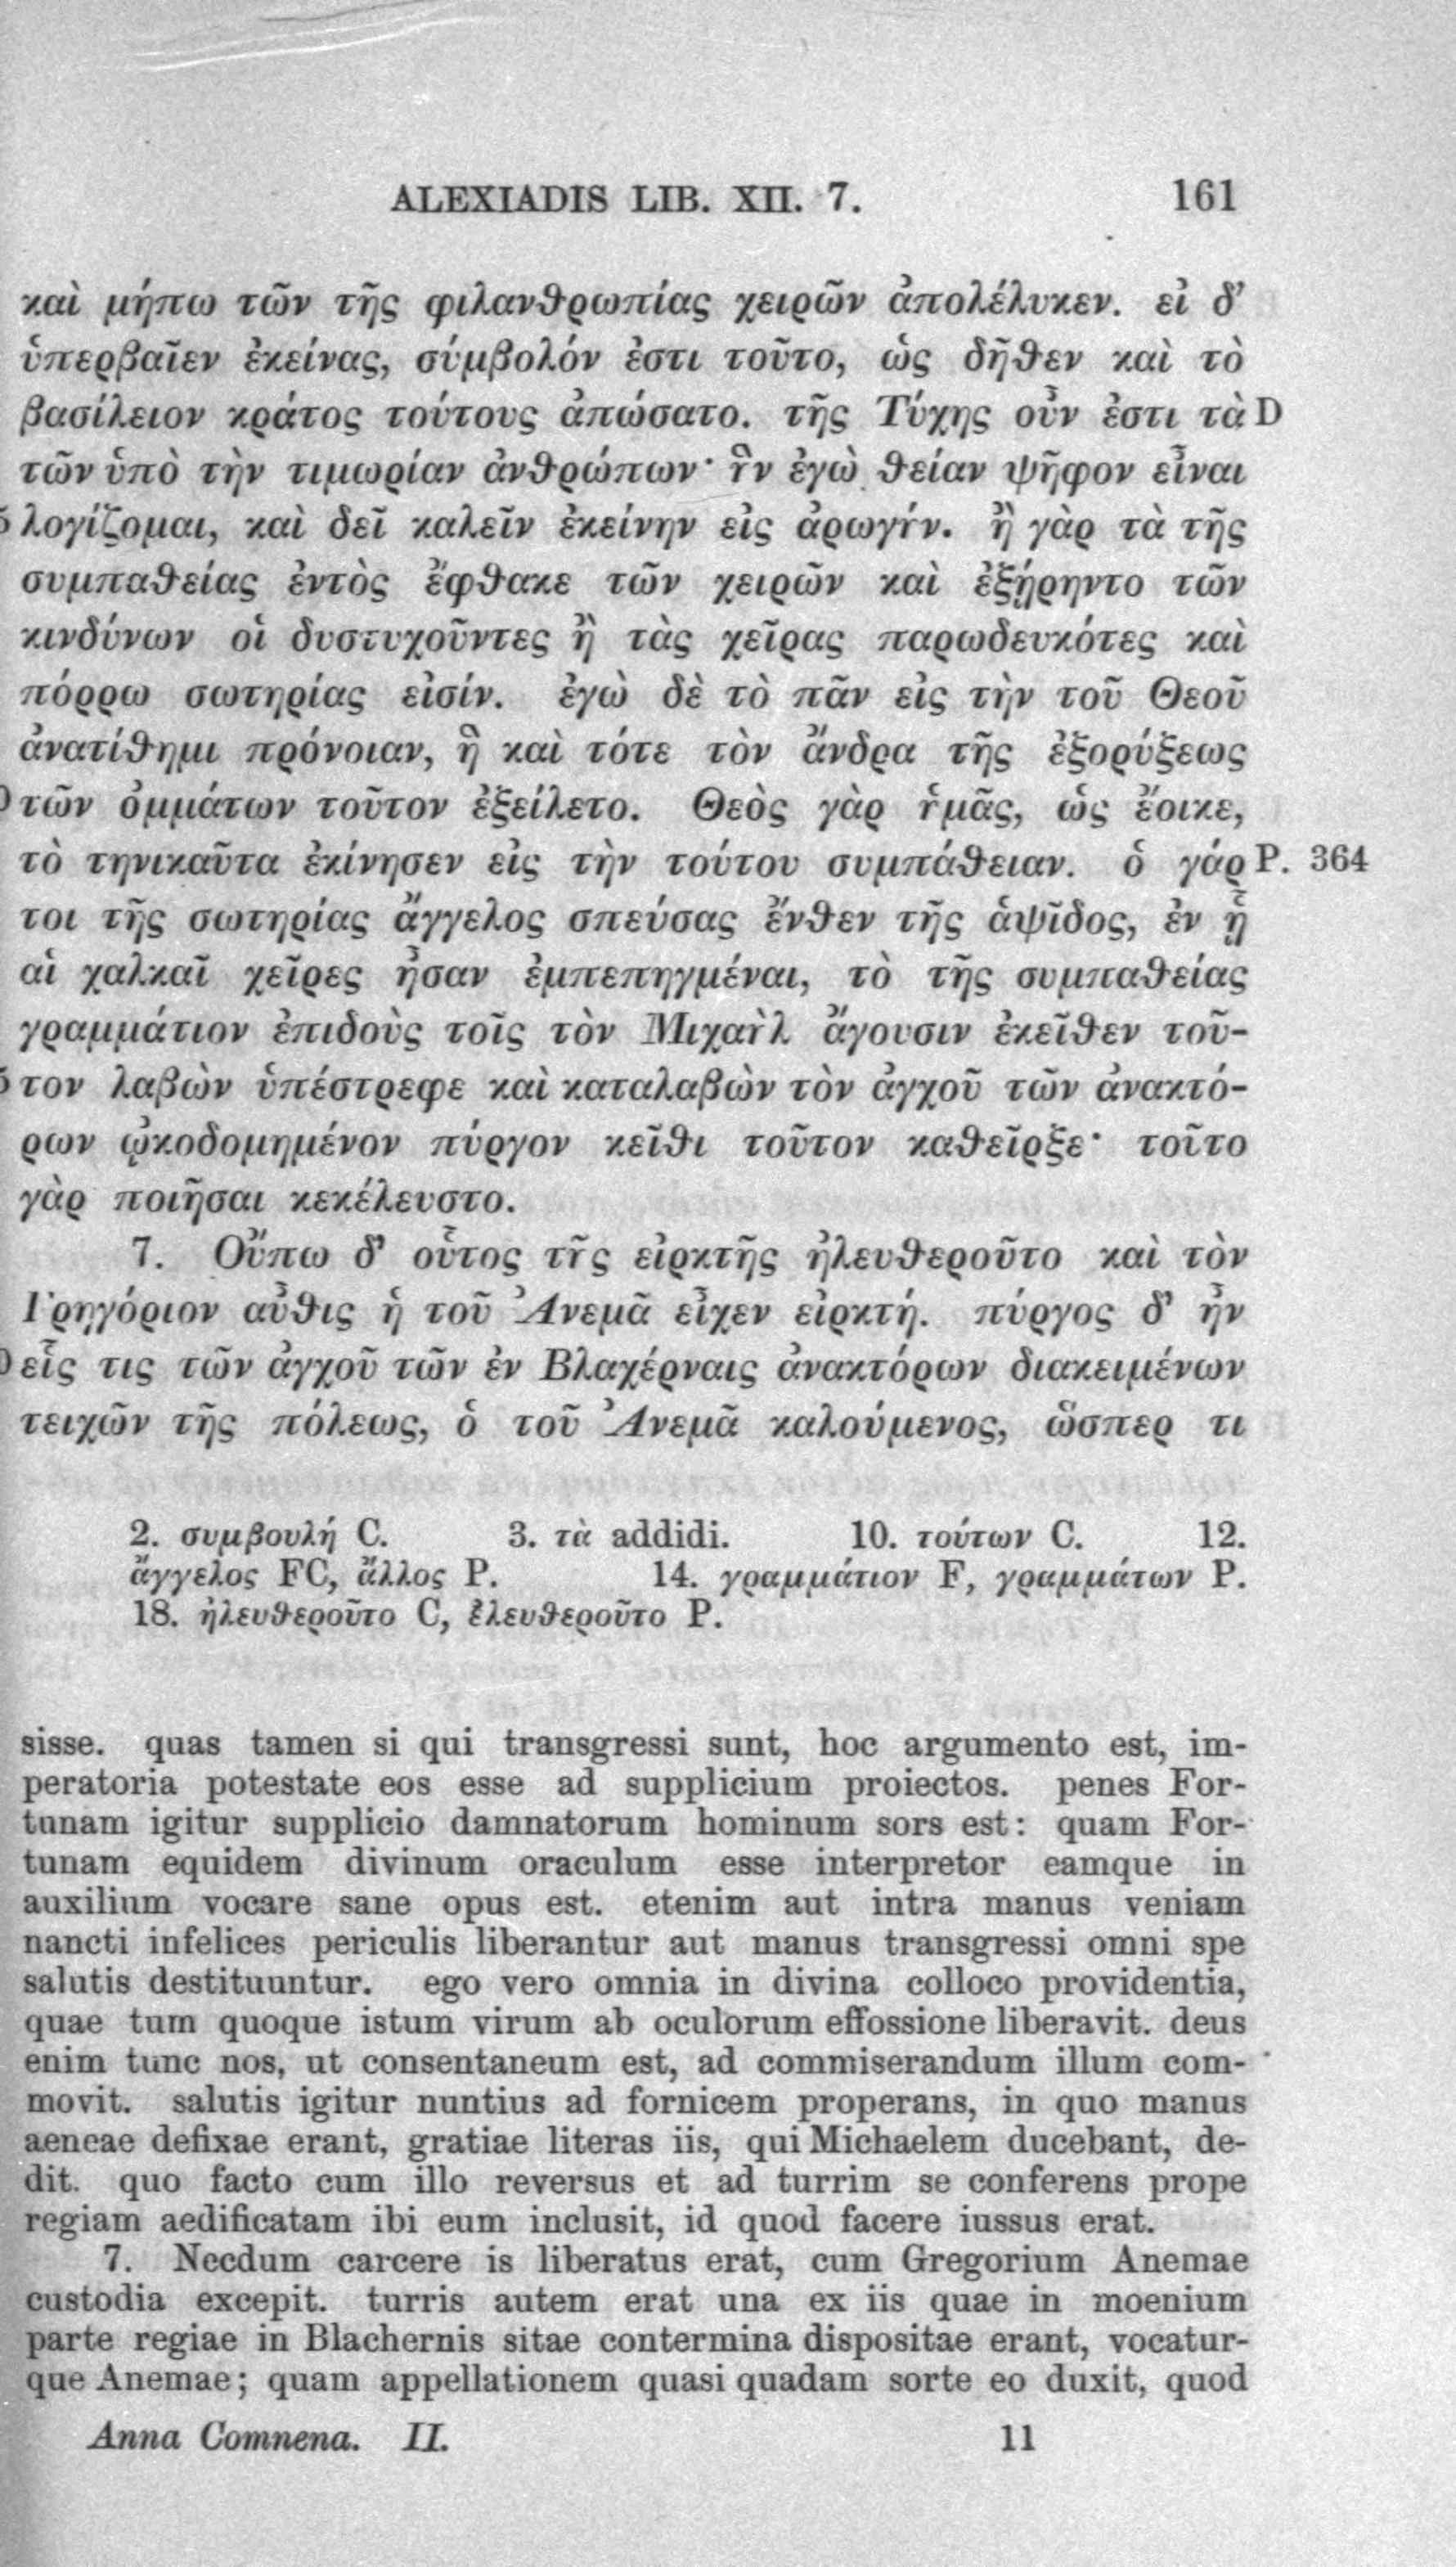 ALEXIADIS LIB. XII. 7. 161
καὶ μήπω τῶν τῆς φιλανθρωπίας χειρῶν ἀπολέλυκεν. εἰ δ’
ὑπερβαῖεν ἐκείνας, σύμβολόν ἐστι τοῦτο, ὡς δῆθεν καὶ τὸ
βασίλειον κράτος τούτους ἀπώσατο. τῆς Τύχης οὖν ἐστι τὰ D
τῶν ὑπὸ τὴν τιμωρίαν ἀνθρώπων· ἣν ἐγὼ θείαν ψῆφον εἶναι
5 λογίζομαι, καὶ δεῖ καλεῖν ἐκείνην εἰς ἀρωγήν. ἢ γὰρ τὰ τῆς
συμπαθείας ἐντὸς ἔφθακε τῶν χειρῶν καὶ ἐξῄρηντο τῶν
κινδύνων οἱ δυστυχοῦντες ἢ τὰς χεῖρας παρωδευκότες καὶ
πόρρω σωτηρίας εἰσίν. ἐγὼ δὲ τὸ πᾶν εἰς τὴν τοῦ Θεοῦ
ἀνατίθημι πρόνοιαν, ἣ καὶ τότε τὸν ἄνδρα τῆς ἐξορύξεως
0 τῶν ὀμμάτων τοῦτον ἐξείλετο. Θεὸς γὰρ ἡμᾶς, ὡς ἔοικε,
τὸ τηνικαῦτα ἐκίνησεν εἰς τὴν τούτου συμπάθειαν. ὁ γάρ P. 364
τοι τῆς σωτηρίας ἄγγελος σπεύσας ἔνθεν τῆς ἁψῖδος, ἐν ᾗ
αἱ χαλκαῖ χεῖρες ἦσαν ἐμπεπηγμέναι, τὸ τῆς συμπαθείας
γραμμάτιον ἐπιδοὺς τοῖς τὸν Μιχαὴλ ἄγουσιν ἐκεῖθεν τοῦ-
5 τον λαβὼν ὑπέστρεφε καὶ καταλαβὼν τὸν ἀγχοῦ τῶν ἀνακτό-
ρων ᾠκοδομημένον πύργον κεῖθι τοῦτον καθεῖρξε· τοῦτο
γὰρ ποιῆσαι κεκέλευστο.
7. Οὔπω δ’ οὗτος τῆς εἱρκτῆς ἠλευθεροῦτο καὶ τὸν
Γρηγόριον αὖθις ἡ τοῦ Ἀνεμᾶ εἶχεν εἱρκτή. πύργος δ’ ἦν
0 εἷς τις τῶν ἀγχοῦ τῶν ἐν Βλαχέρναις ἀνακτόρων διακειμένων
τειχῶν τῆς πόλεως, ὁ τοῦ Ἀνεμᾶ καλούμενος, ὥσπερ τι
2. συμβουλή C. 3. τὰ addidi. 10. τούτων C. 12.
ἄγγελος FC, ἄλλος P. 14. γραμμάτιον F, γραμμάτων P.
18. ἠλευθεροῦτο C, ἐλευθεροῦτο P.
sisse. quas tamen si qui transgressi sunt, hoc argumento est, im-
peratoria potestate eos esse ad supplicium proiectos. penes For-
tunam igitur supplicio damnatorum hominum sors est: quam For-
tunam equidem divinum oraculum esse interpretor eamque in
auxilium vocare sane opus est. etenim aut intra manus veniam
nancti infelices periculis liberantur aut manus transgressi omni spe
salutis destituuntur. ego vero omnia in divina colloco providentia,
quae tum quoque istum virum ab oculorum effossione liberavit. deus
enim tunc nos, ut consentaneum est, ad commiserandum illum com-
movit. salutis igitur nuntius ad fornicem properans, in quo manus
aeneae defixae erant, gratiae literas iis, qui Michaelem ducebant, de-
dit. quo facto cum illo reversus et ad turrim se conferens prope
regiam aedificatam ibi eum inclusit, id quod facere iussus erat.
7. Necdum carcere is liberatus erat, cum Gregorium Anemae
custodia excepit. turris autem erat una ex iis quae in moenium
parte regiae in Blachernis sitae contermina dispositae erant, vocatur-
que Anemae; quam appellationem quasi quadam sorte eo duxit, quod
Anna Comnena. II. 11